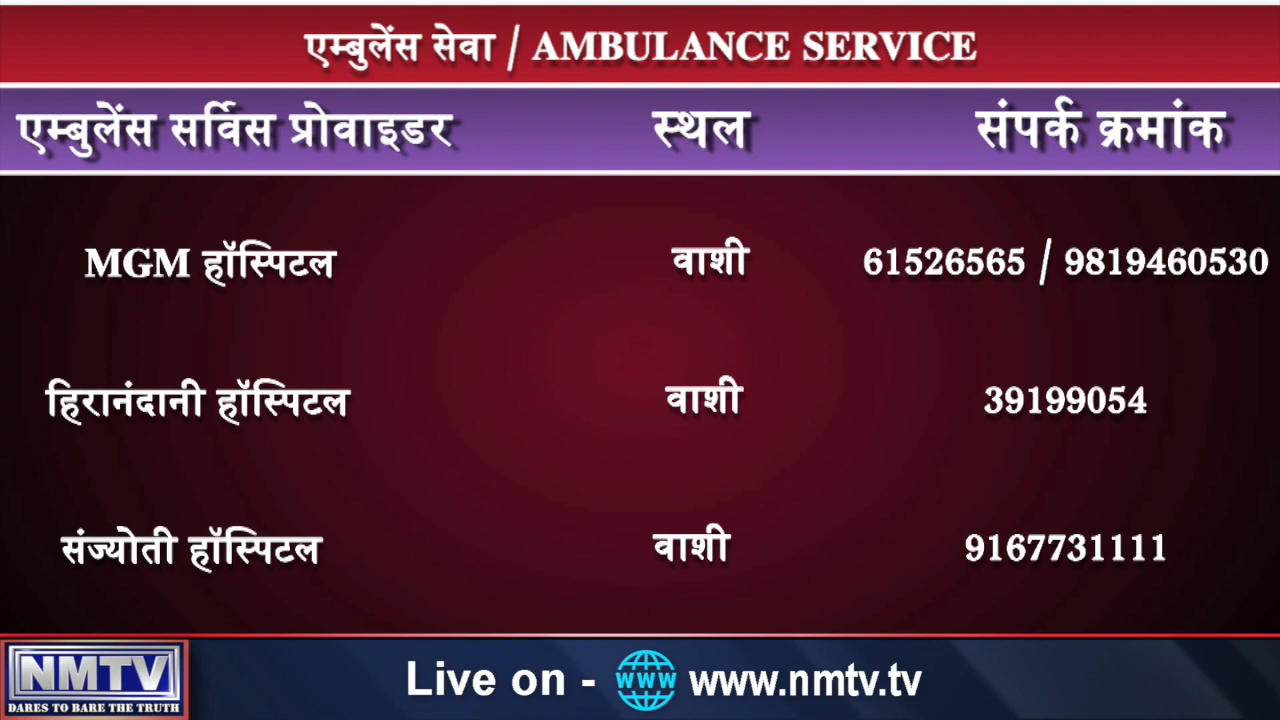 एम्बुलेंस सेवा / AMBULANCE SERVICE
एम्बुलेंस सर्विस प्रोवाइडर स्थल संपर्क क्रमांक
MGM हॉस्पिटल वाशी 61526565 / 9819460530
हिरानंदानी हॉस्पिटल वाशी 39199054
संज्योती हॉस्पिटल वाशी 9167731111
NMTV
DARES TO BARE THE TRUTH
Live on - www www.nmtv.tv